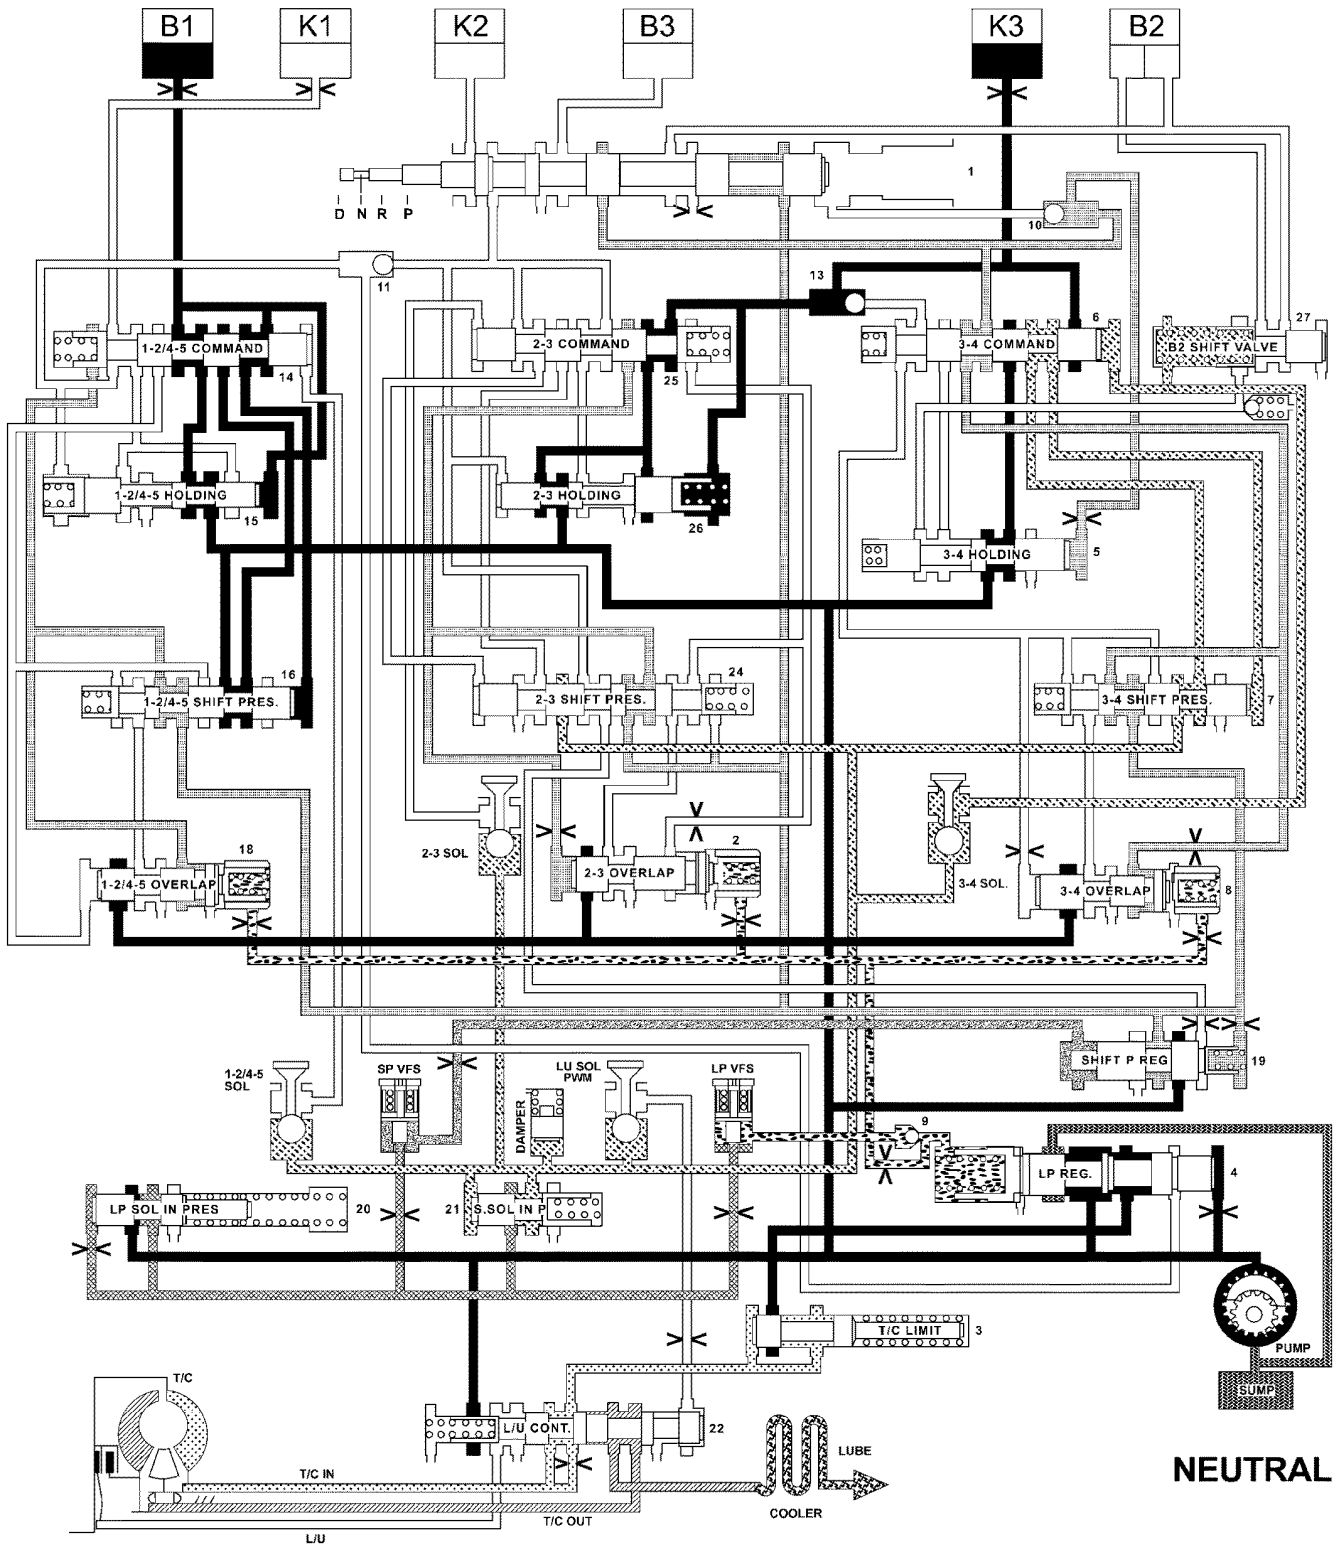 B1 K1 K2 B3 K3 B2
1
D N R P
10
11
13
6
27
1-2/4-5 COMMAND
2-3 COMMAND
3-4 COMMAND
B2 SHIFT VALVE
14
25
1-2/4-5 HOLDING
2-3 HOLDING
15
26
3-4 HOLDING
5
16
24
1-2/4-5 SHIFT PRES.
2-3 SHIFT PRES.
3-4 SHIFT PRES.
7
18
2-3 SOL
2
3-4 SOL.
1-2/4-5 OVERLAP
2-3 OVERLAP
3-4 OVERLAP
8
SHIFT P REG
19
1-2/4-5
SOL
SP VFS
LU SOL
PWM
LP VFS
DAMPER
9
LP REG.
4
LP SOL IN PRES
20
21
S.SOL IN P
T/C LIMIT
3
PUMP
SUMP
T/C
L/U CONT.
22
LUBE
T/C IN
COOLER
T/C OUT
L/U
NEUTRAL